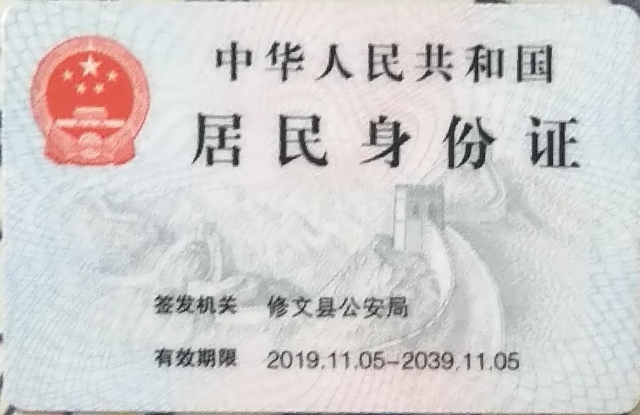 中华人民共和国
居民身份证
签发机关 修文县公安局
有效期限 2019.11.05-2039.11.05